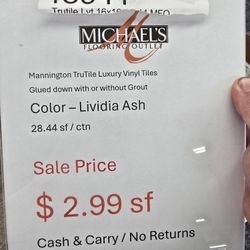 TruTile Lvt 16x16
MICHAEL'S
FLOORING OUTLET
Mannington TruTile Luxury Vinyl Tiles
Glued down with or without Grout
Color – Lividia Ash
28.44 sf / ctn
Sale Price
$ 2.99 sf
Cash & Carry / No Returns